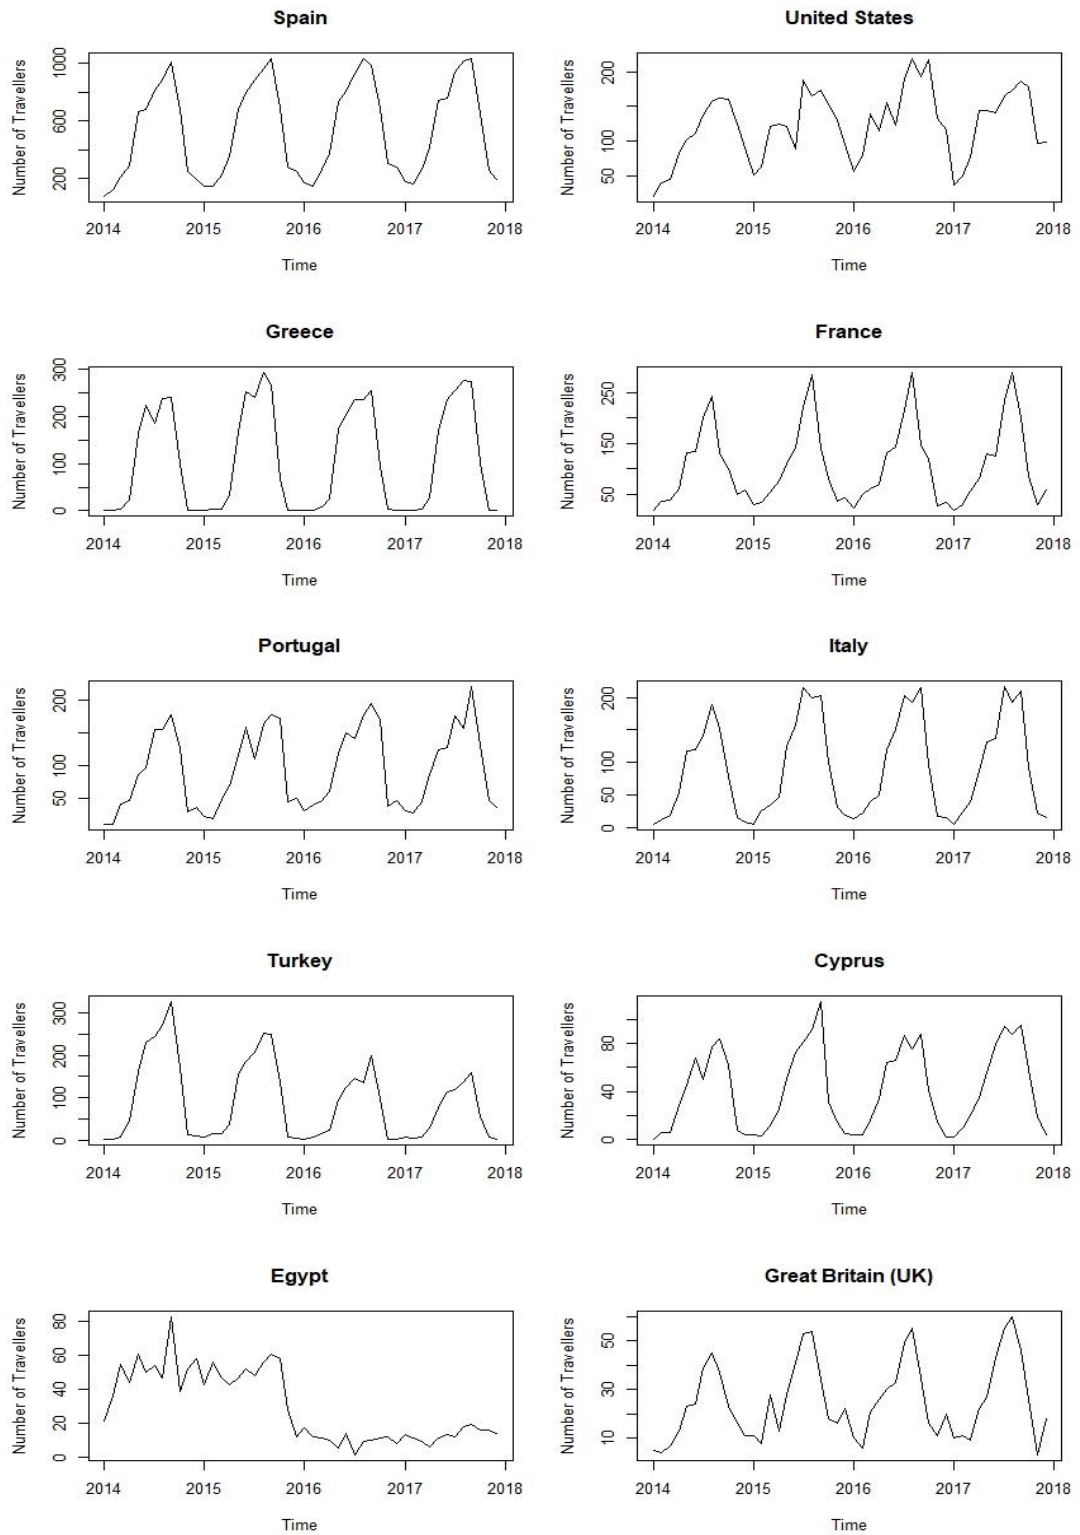 Spain
Number of Travellers
1000
600
200
2014 2015 2016 2017 2018
Time
United States
Number of Travellers
200
100
50
2014 2015 2016 2017 2018
Time
Greece
Number of Travellers
300
200
100
0
2014 2015 2016 2017 2018
Time
France
Number of Travellers
250
150
50
2014 2015 2016 2017 2018
Time
Portugal
Number of Travellers
200
100
50
2014 2015 2016 2017 2018
Time
Italy
Number of Travellers
200
100
50
0
2014 2015 2016 2017 2018
Time
Turkey
Number of Travellers
300
200
100
0
2014 2015 2016 2017 2018
Time
Cyprus
Number of Travellers
80
40
0
2014 2015 2016 2017 2018
Time
Egypt
Number of Travellers
80
60
40
20
0
2014 2015 2016 2017 2018
Time
Great Britain (UK)
Number of Travellers
50
30
10
2014 2015 2016 2017 2018
Time